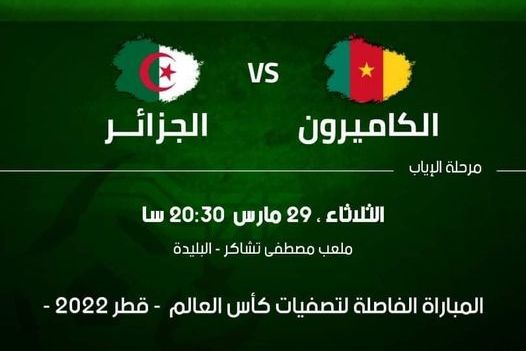 VS
الكاميرون
الجزائر
مرحلة الإياب
الثلاثاء ، 29 مارس 20:30 سا
ملعب مصطفى تشاكر - البليدة
المباراة الفاصلة لتصفيات كأس العالم - قطر 2022 -